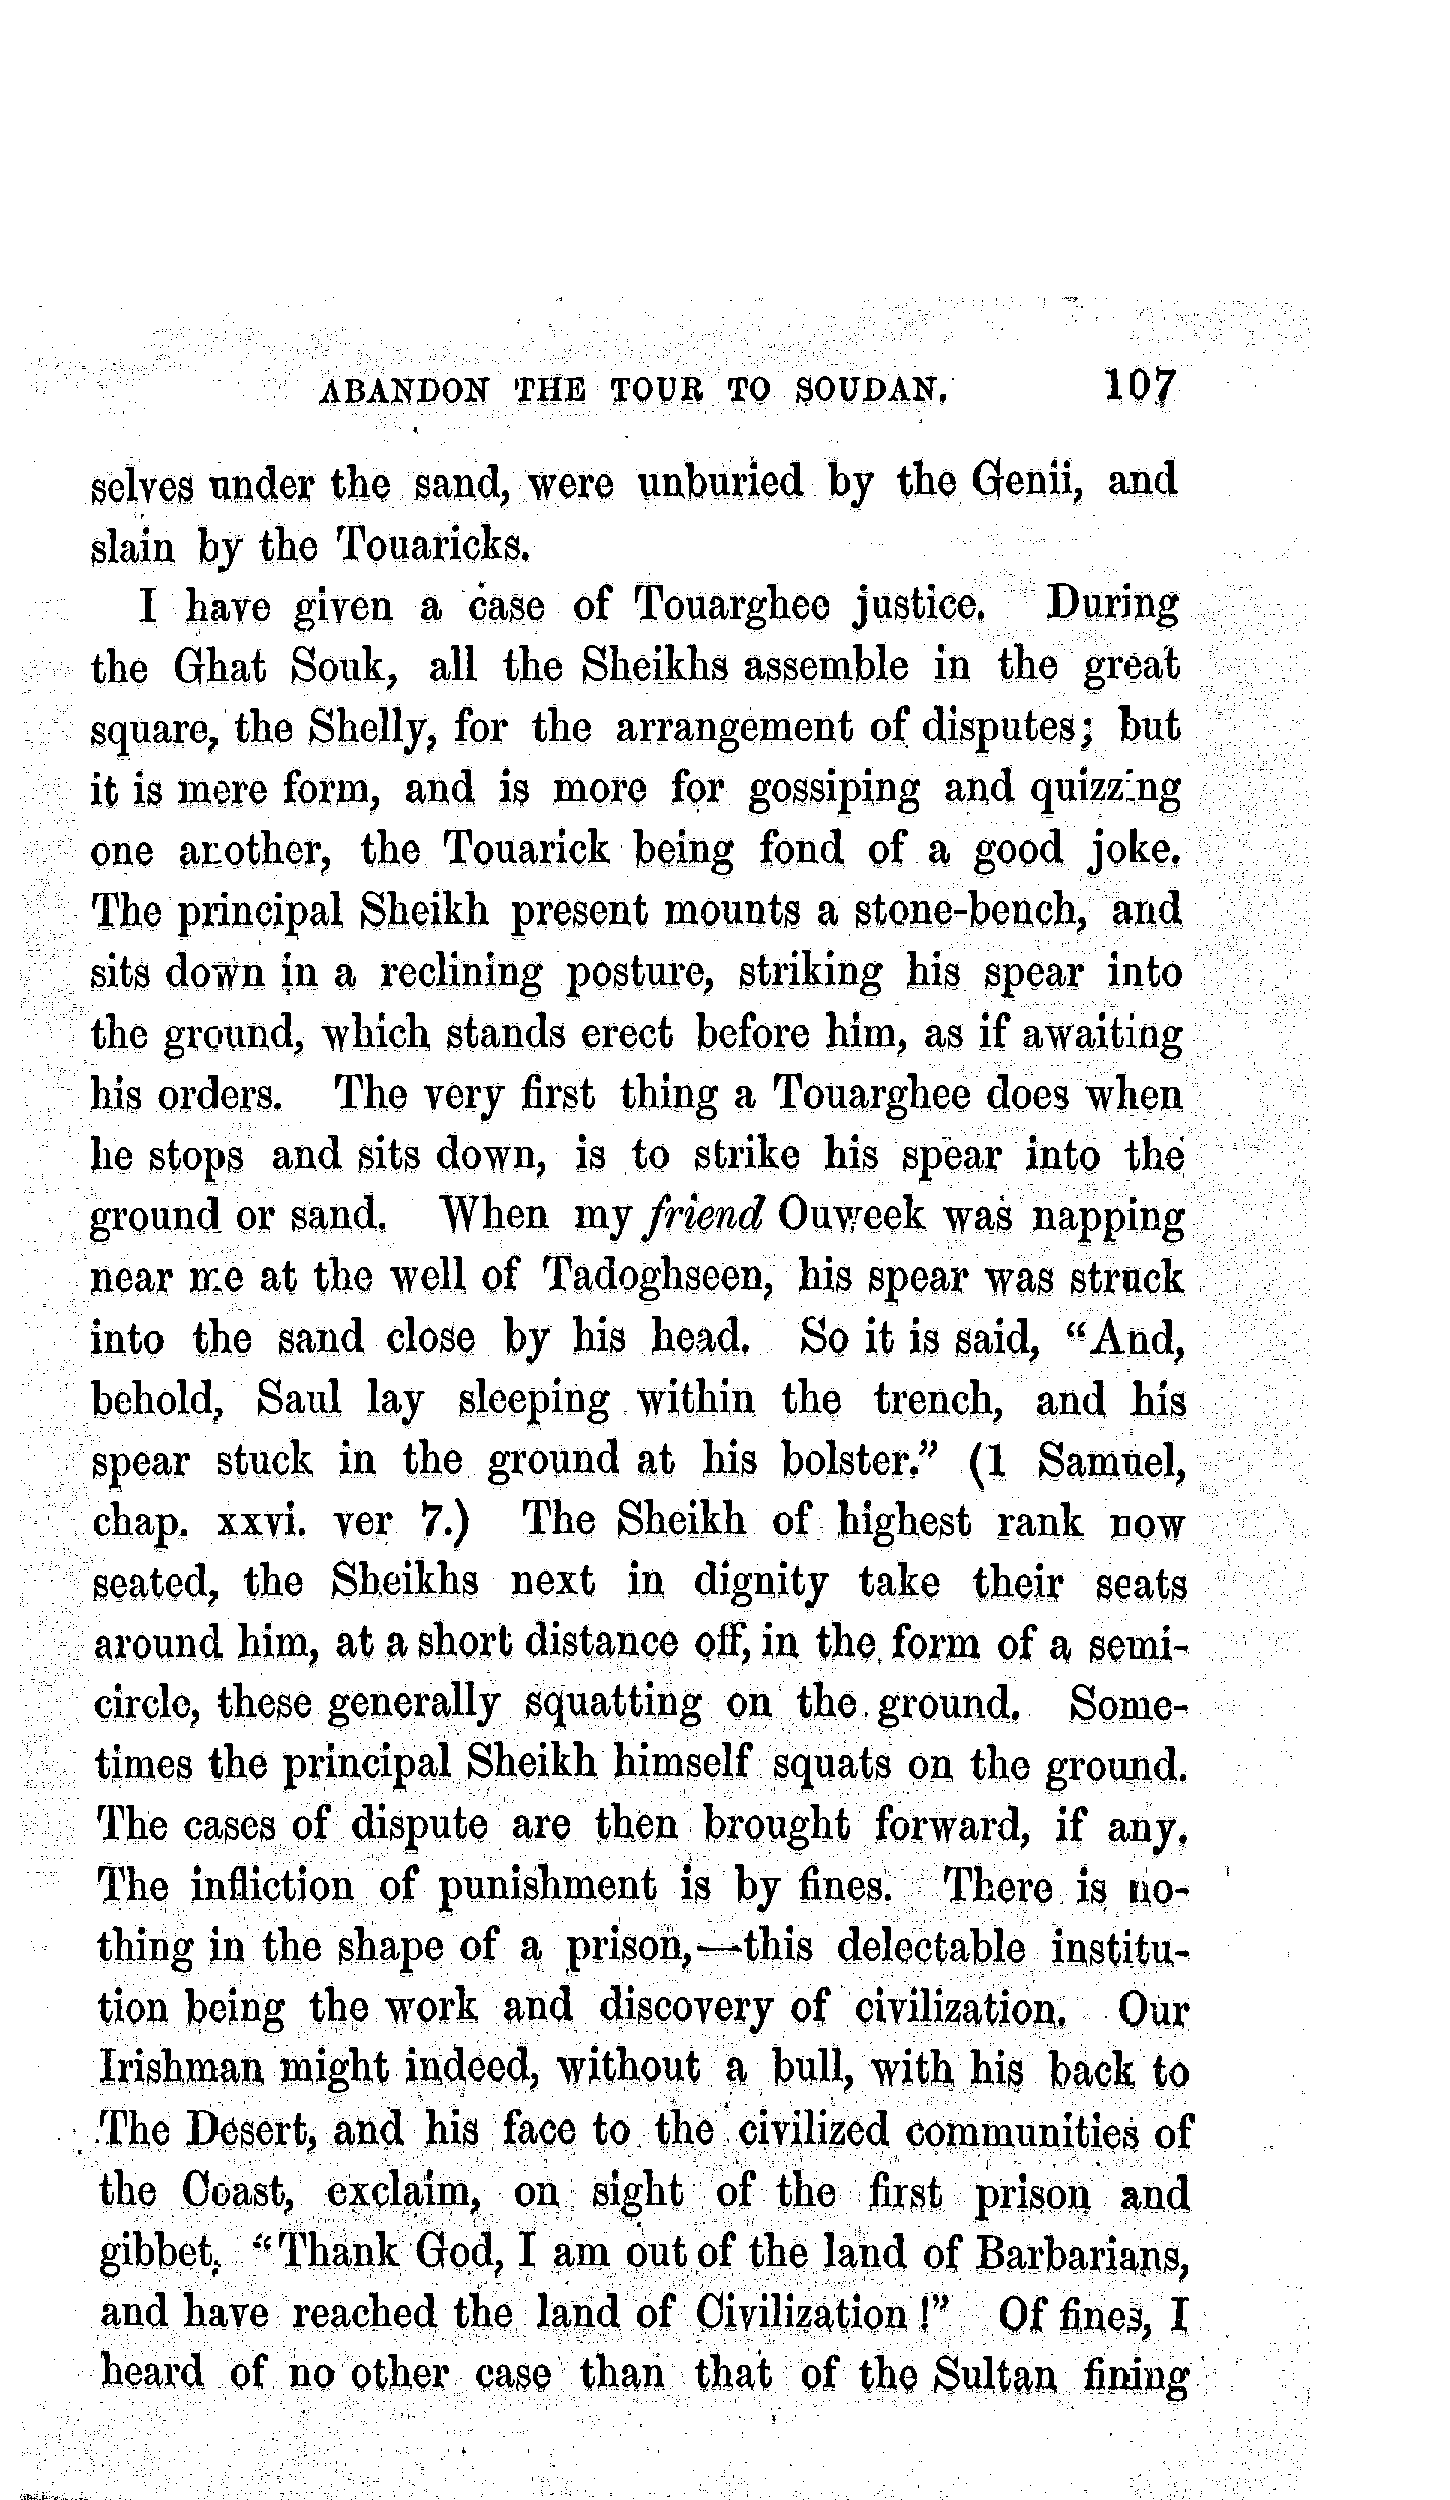 ABANDON THE TOUR TO SOUDAN. 107
selves under the sand, were unburied by the Genii, and
slain by the Touaricks.
I have given a case of Touarghee justice. During
the Ghat Souk, all the Sheikhs assemble in the great
square, the Shelly, for the arrangement of disputes; but
it is mere form, and is more for gossiping and quizzing
one another, the Touarick being fond of a good joke.
The principal Sheikh present mounts a stone-bench, and
sits down in a reclining posture, striking his spear into
the ground, which stands erect before him, as if awaiting
his orders. The very first thing a Touarghee does when
he stops and sits down, is to strike his spear into the
ground or sand. When my friend Ouweek was napping
near me at the well of Tadoghseen, his spear was struck
into the sand close by his head. So it is said, “And,
behold, Saul lay sleeping within the trench, and his
spear stuck in the ground at his bolster.” (1 Samuel,
chap. xxvi. ver 7.) The Sheikh of highest rank now
seated, the Sheikhs next in dignity take their seats
around him, at a short distance off, in the form of a semi-
circle, these generally squatting on the ground. Some-
times the principal Sheikh himself squats on the ground.
The cases of dispute are then brought forward, if any.
The infliction of punishment is by fines. There is no-
thing in the shape of a prison,—this delectable institu-
tion being the work and discovery of civilization. Our
Irishman might indeed, without a bull, with his back to
The Desert, and his face to the civilized communities of
the Coast, exclaim, on sight of the first prison and
gibbet, “Thank God, I am out of the land of Barbarians,
and have reached the land of Civilization!” Of fines, I
heard of no other case than that of the Sultan fining